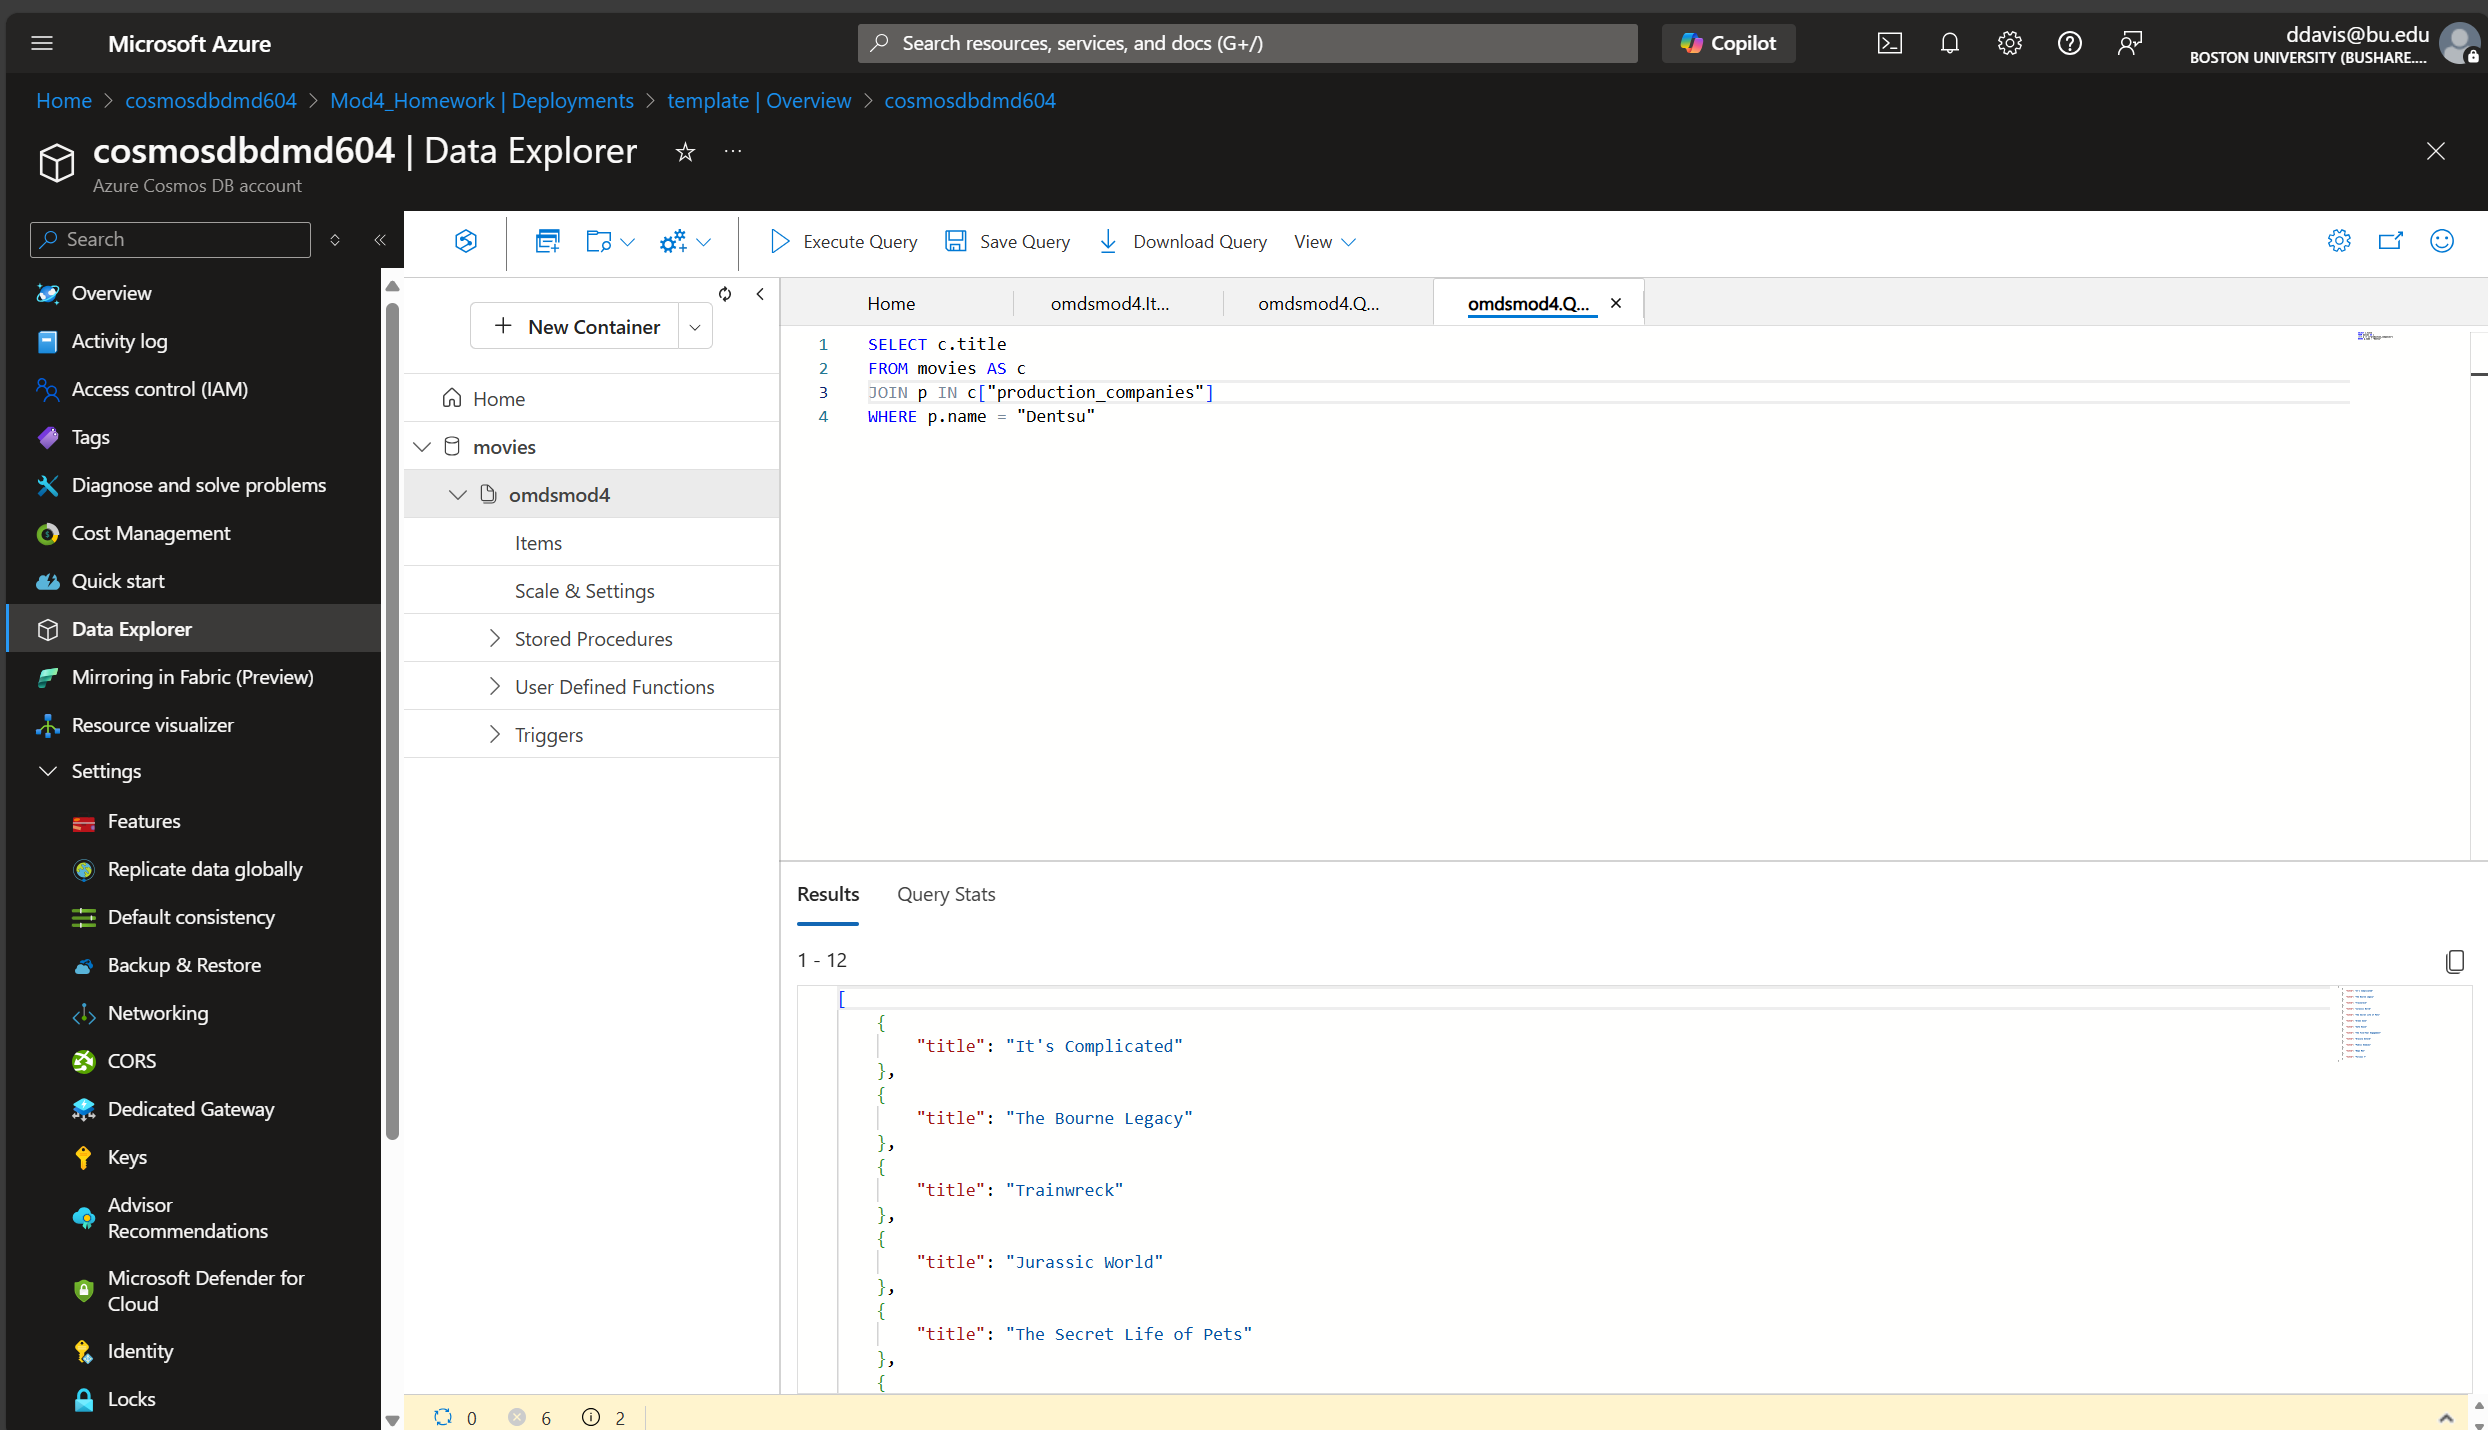 Microsoft Azure
Search resources, services, and docs (G+/)
Copilot
ddavis@bu.edu
BOSTON UNIVERSITY (BUSHARE....
Home > cosmosdbdmd604 > Mod4_Homework | Deployments > template | Overview > cosmosdbdmd604
cosmosdbdmd604 | Data Explorer
Azure Cosmos DB account
Search
Overview
Activity log
Access control (IAM)
Tags
Diagnose and solve problems
Cost Management
Quick start
Data Explorer
Mirroring in Fabric (Preview)
Resource visualizer
Settings
Features
Replicate data globally
Default consistency
Backup & Restore
Networking
CORS
Dedicated Gateway
Keys
Advisor
Recommendations
Microsoft Defender for
Cloud
Identity
Locks
Execute Query
Save Query
Download Query
View
New Container
Home
movies
omdsmod4
Items
Scale & Settings
Stored Procedures
User Defined Functions
Triggers
Home
omdsmod4.It...
omdsmod4.Q...
omdsmod4.Q...
1 SELECT c.title
2 FROM movies AS c
3 JOIN p IN c["production_companies"]
4 WHERE p.name = "Dentsu"
Results
Query Stats
1 - 12
[
{
"title": "It's Complicated"
},
{
"title": "The Bourne Legacy"
},
{
"title": "Trainwreck"
},
{
"title": "Jurassic World"
},
{
"title": "The Secret Life of Pets"
},
{
0 6 2